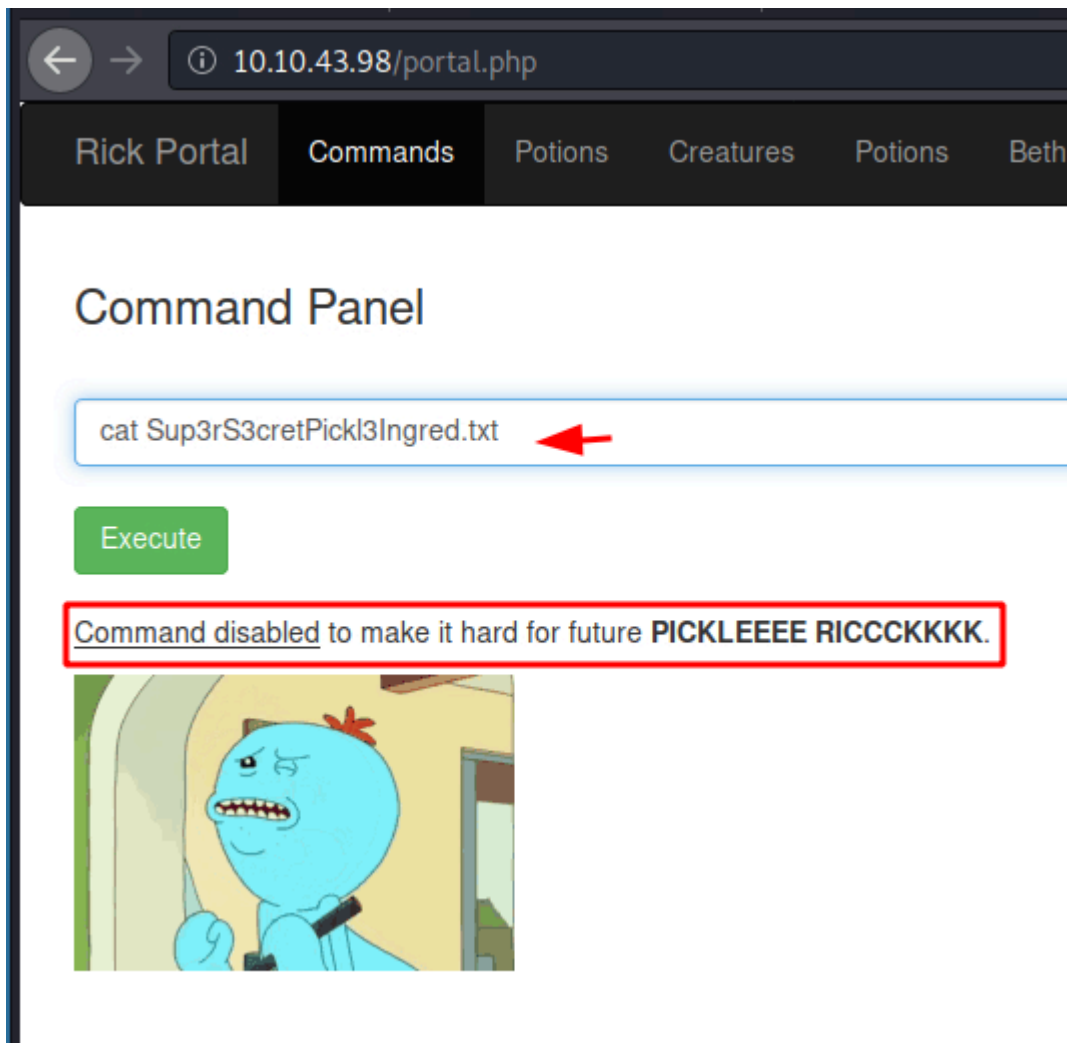 10.10.43.98/portal.php
Rick Portal Commands Potions Creatures Potions Beth
Command Panel
cat Sup3rS3cretPickl3Ingred.txt
Execute
Command disabled to make it hard for future PICKLEEEE RICCCKKKK.